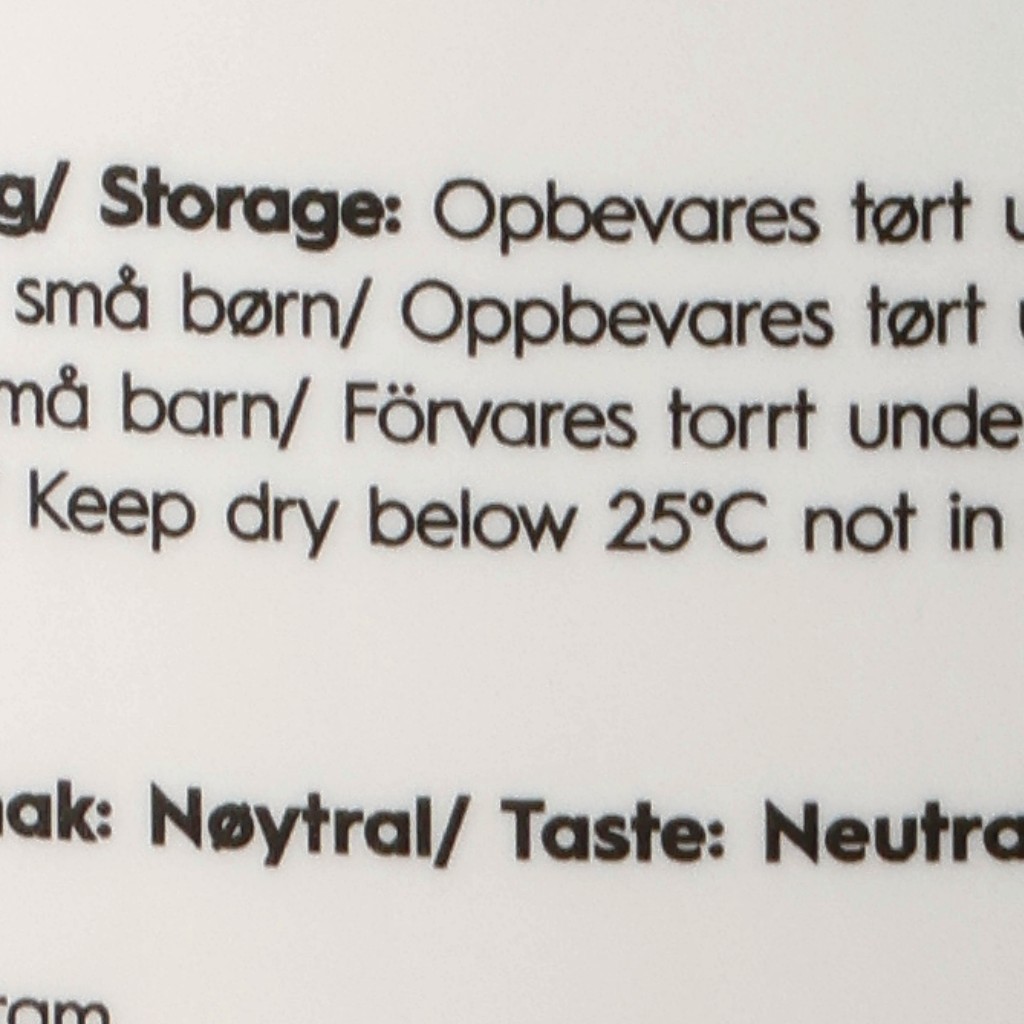 g/ Storage: Opbevares tørt u
små børn/ Oppbevares tørt u
må barn/ Förvares torrt unde
Keep dry below 25°C not in
ak: Nøytral/ Taste: Neutra
ram